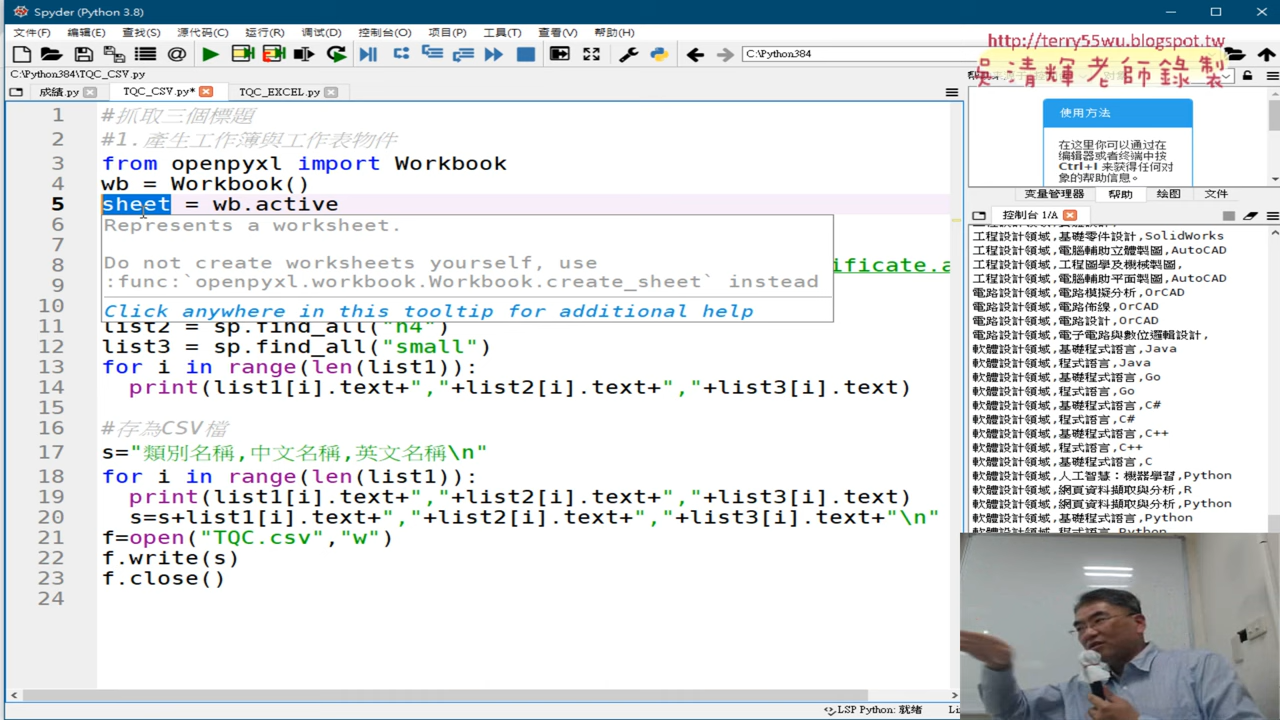 Spyder (Python 3.8)
文件(F) 编辑(E) 查找(S) 源代码(C) 运行(R) 调试(D) 控制台(O) 项目(P) 工具(T) 查看(V) 帮助(H)
http://terry55wu.blogspot.tw
C:\Python384
吳清輝老師錄製
C:\Python384\TQC_CSV.py
成績.py TQC_CSV.py* TQC_EXCEL.py
1 #抓取三個標題
2 #1.產生工作簿與工作表物件
3 from openpyxl import Workbook
4 wb = Workbook()
5 sheet = wb.active
6 Represents a worksheet.
7
8 Do not create worksheets yourself, use
ificate.a
9 :func:`openpyxl.workbook.Workbook.create_sheet` instead
10 Click anywhere in this tooltip for additional help
11 list2 = sp.find_all("h4")
12 list3 = sp.find_all("small")
13 for i in range(len(list1)):
14 print(list1[i].text+","+list2[i].text+","+list3[i].text)
15
16 #存為CSV檔
17 s="類別名稱,中文名稱,英文名稱\n"
18 for i in range(len(list1)):
19 print(list1[i].text+","+list2[i].text+","+list3[i].text)
20 s=s+list1[i].text+","+list2[i].text+","+list3[i].text+"\n"
21 f=open("TQC.csv","w")
22 f.write(s)
23 f.close()
24
使用方法
在这里你可以通过在
编辑器或者终端中按
Ctrl+I 来获得任何对
象的帮助信息。
变量管理器 帮助 绘图 文件
控制台 1/A
工程設計領域,基礎零件設計,SolidWorks
工程設計領域,電腦輔助立體製圖,AutoCAD
工程設計領域,工程圖學及機械製圖,
工程設計領域,電腦輔助平面製圖,AutoCAD
電路設計領域,電路模擬分析,OrCAD
電路設計領域,電路佈線,OrCAD
電路設計領域,電路設計,OrCAD
電路設計領域,電子電路與數位邏輯設計,
軟體設計領域,基礎程式語言,Java
軟體設計領域,程式語言,Java
軟體設計領域,基礎程式語言,Go
軟體設計領域,程式語言,Go
軟體設計領域,基礎程式語言,C#
軟體設計領域,程式語言,C#
軟體設計領域,基礎程式語言,C++
軟體設計領域,程式語言,C++
軟體設計領域,基礎程式語言,C
軟體設計領域,人工智慧：機器學習,Python
軟體設計領域,網頁資料擷取與分析,R
軟體設計領域,網頁資料擷取與分析,Python
軟體設計領域,基礎程式語言,Python
軟體設計領域,程式語言,Python
LSP Python: 就绪